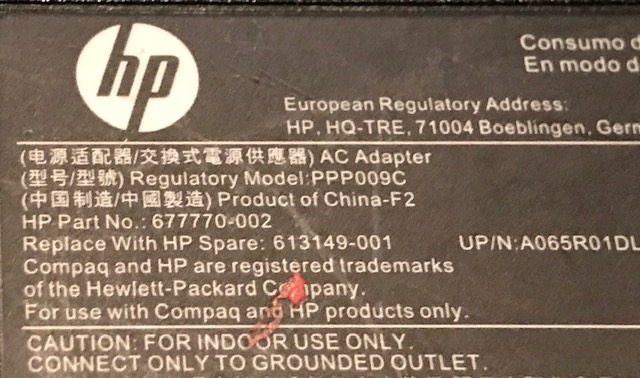 hp
Consumo d
En modo d
European Regulatory Address:
HP, HQ-TRE, 71004 Boeblingen, Germ
(电源适配器/交換式電源供應器) AC Adapter
(型号/型號) Regulatory Model:PPP009C
(中国制造/中國製造) Product of China-F2
HP Part No.: 677770-002
Replace With HP Spare: 613149-001 UP/N:A065R01DL
Compaq and HP are registered trademarks
of the Hewlett-Packard Company.
For use with Compaq and HP products only.
CAUTION: FOR INDOOR USE ONLY.
CONNECT ONLY TO GROUNDED OUTLET.